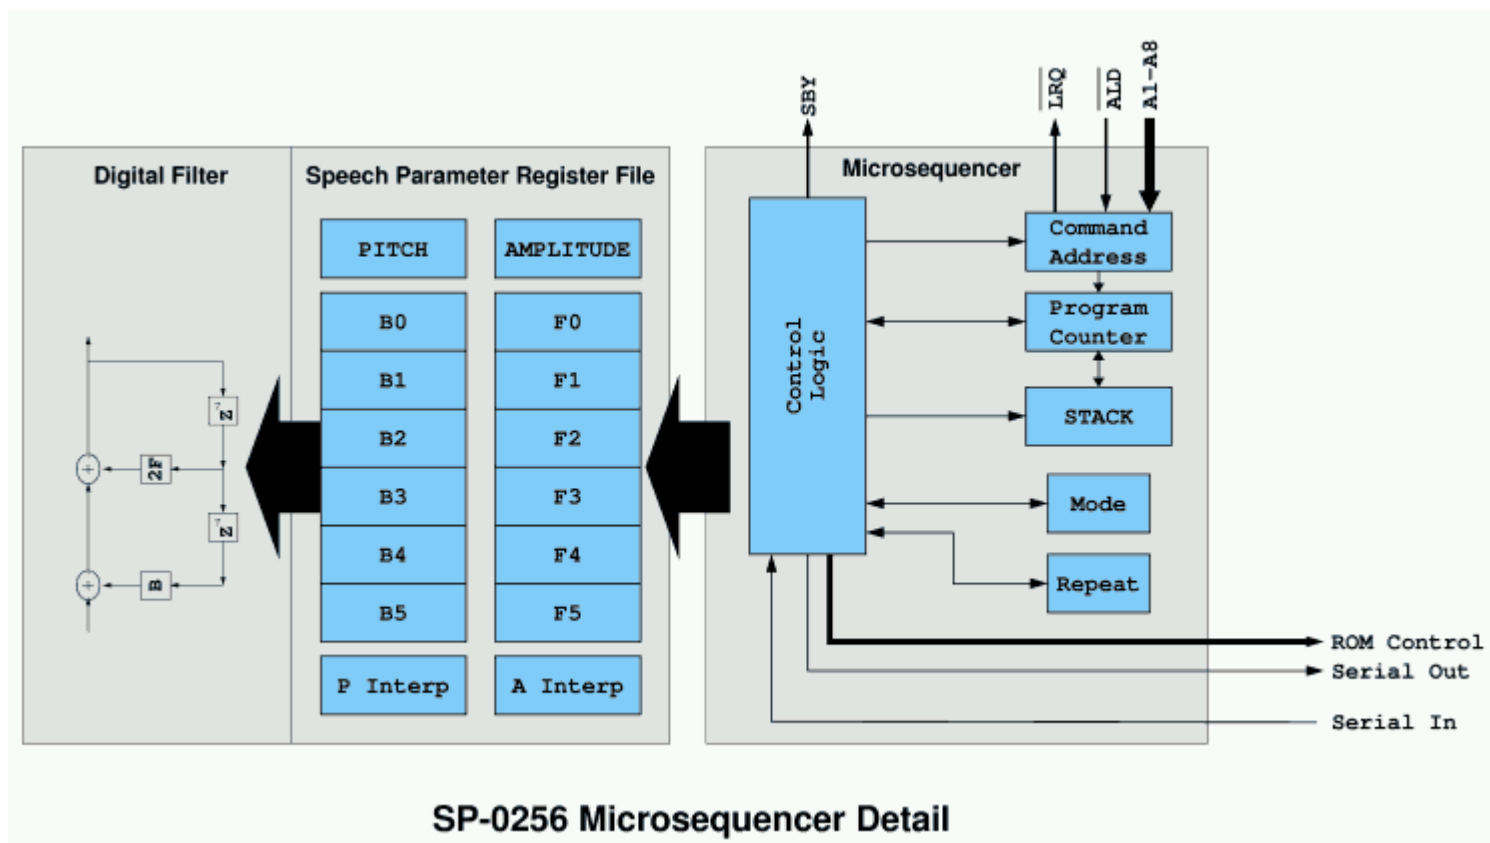 SBY
LRQ
ALD
A1-A8
Digital Filter
Speech Parameter Register File
Microsequencer
PITCH
AMPLITUDE
B0
F0
B1
F1
B2
F2
B3
F3
B4
F4
B5
F5
P Interp
A Interp
2F
B
Control
Logic
Command
Address
Program
Counter
STACK
Mode
Repeat
ROM Control
Serial Out
Serial In
SP-0256 Microsequencer Detail